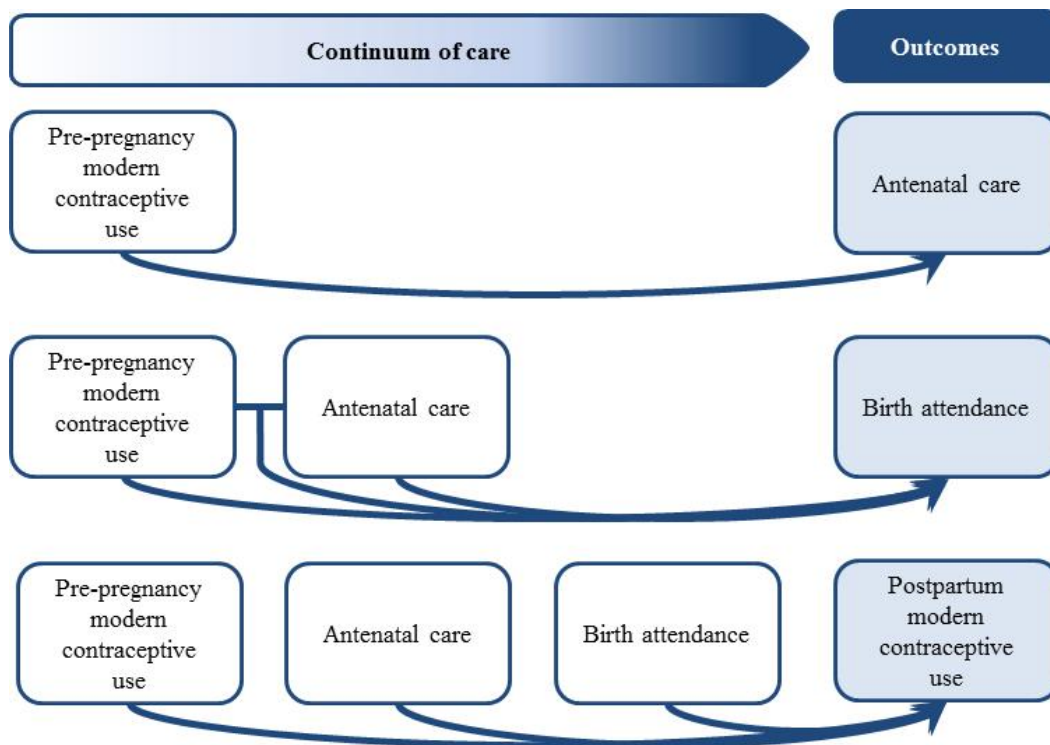 Continuum of care
Outcomes
Pre-pregnancy
modern
contraceptive
use
Antenatal care
Pre-pregnancy
modern
contraceptive
use
Antenatal care
Birth attendance
Pre-pregnancy
modern
contraceptive
use
Antenatal care
Birth attendance
Postpartum
modern
contraceptive
use